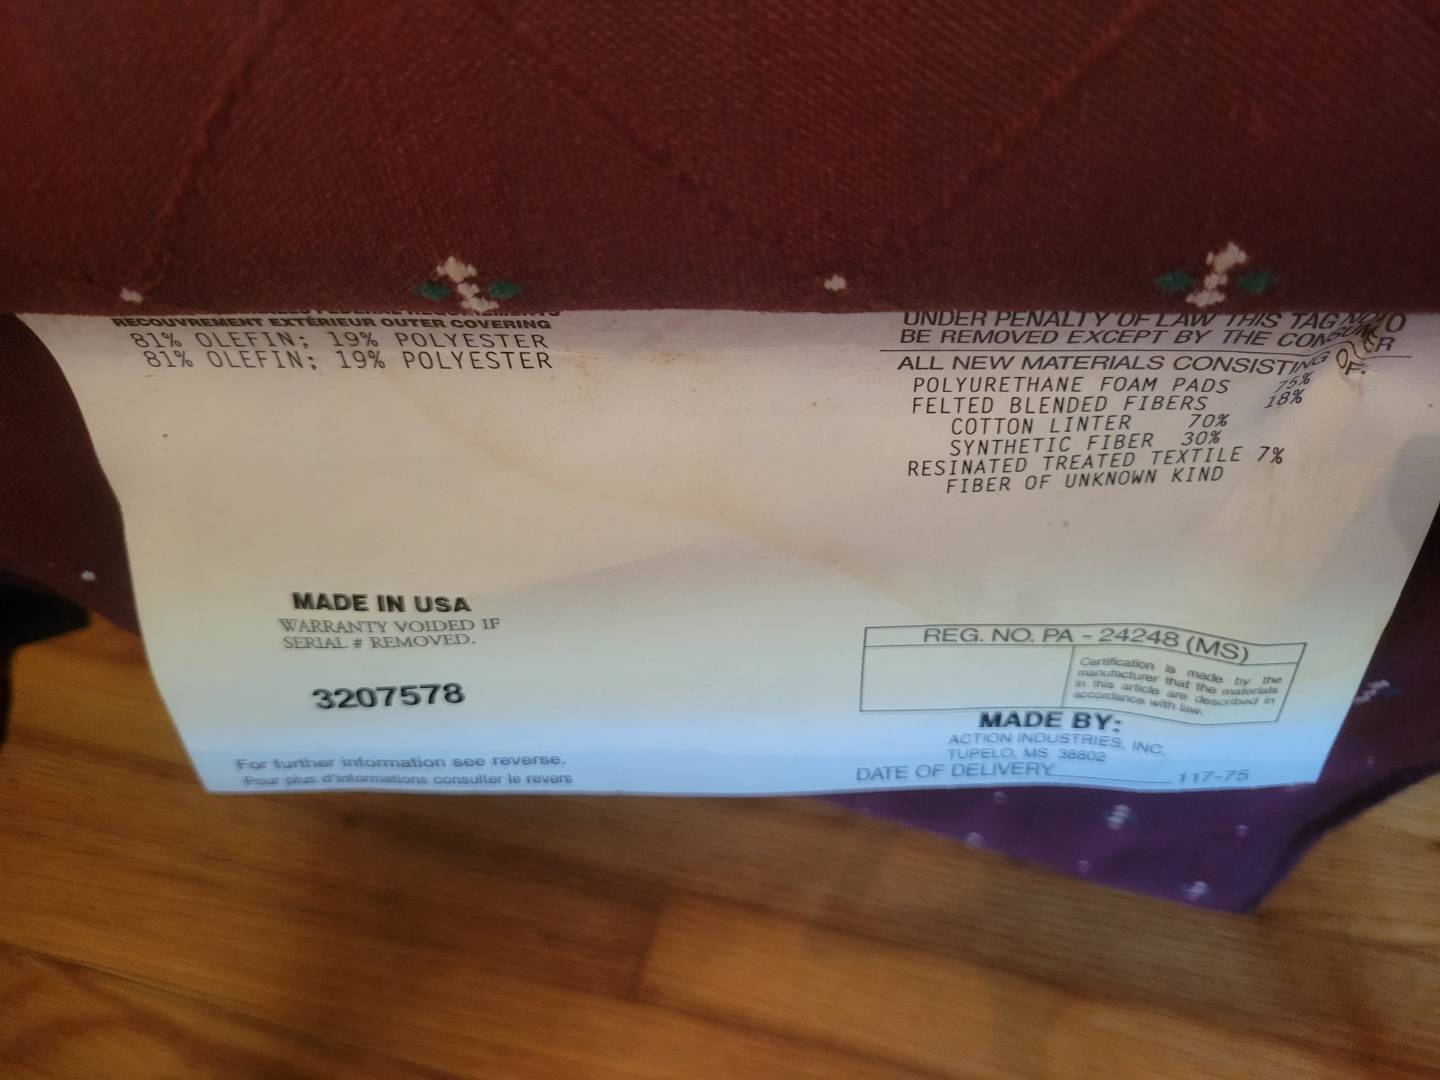 RECOUVREMENT EXTÉRIEUR OUTER COVERING
81% OLEFIN; 19% POLYESTER
81% OLEFIN; 19% POLYESTER
MADE IN USA
WARRANTY VOIDED IF
SERIAL # REMOVED.
3207578
For further information see reverse.
Pour plus d'informations consulter le revers
UNDER PENALTY OF LAW THIS TAG NO
BE REMOVED EXCEPT BY THE CONSUMER
ALL NEW MATERIALS CONSISTING OF:
POLYURETHANE FOAM PADS 75%
FELTED BLENDED FIBERS 18%
COTTON LINTER 70%
SYNTHETIC FIBER 30%
RESINATED TREATED TEXTILE 7%
FIBER OF UNKNOWN KIND
REG. NO. PA - 24248 (MS)
Certification is made by the
manufacturer that the materials
in this article are described in
accordance with law.
MADE BY:
ACTION INDUSTRIES, INC.
TUPELO, MS 38802
DATE OF DELIVERY 117-75